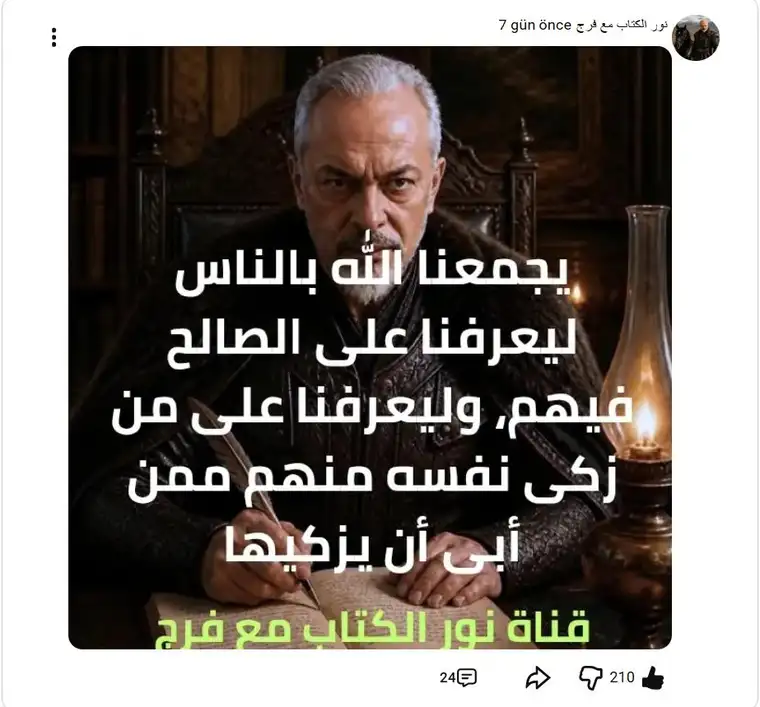 نور الكتاب مع فرج 7 gün önce
يجمعنا الله بالناس
ليعرفنا على الصالح
فيهم، وليعرفنا على من
زكى نفسه منهم ممن
أبى أن يزكيها
قناة نور الكتاب مع فرج
210
24